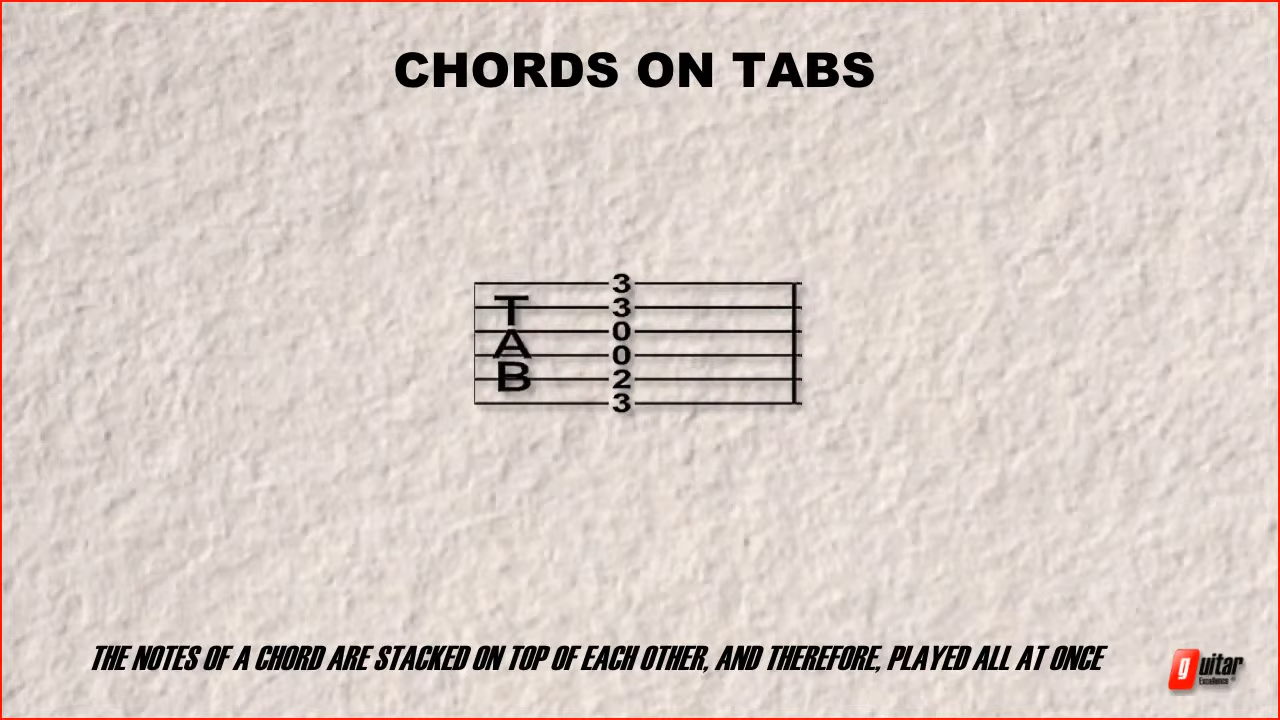 CHORDS ON TABS
T
A
B
3
3
0
0
2
3
THE NOTES OF A CHORD ARE STACKED ON TOP OF EACH OTHER, AND THEREFORE, PLAYED ALL AT ONCE
guitar
Excellence